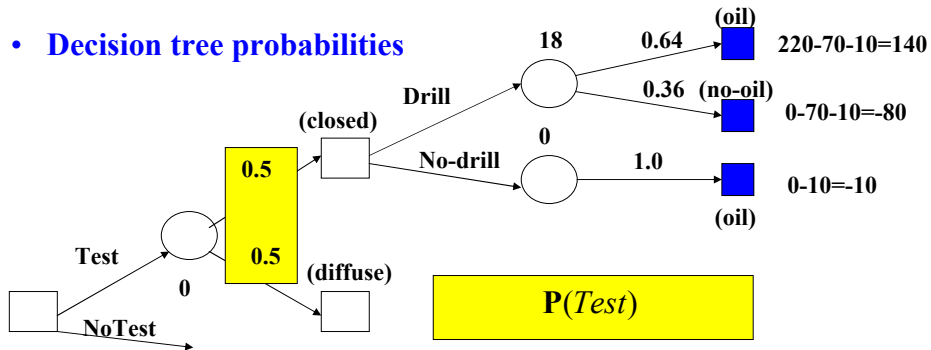 • Decision tree probabilities
(oil)
18
0.64
220-70-10=140
Drill
0.36
(no-oil)
0-70-10=-80
(closed)
0
No-drill
1.0
0-10=-10
(oil)
0.5
0.5
Test
0
(diffuse)
P(Test)
NoTest